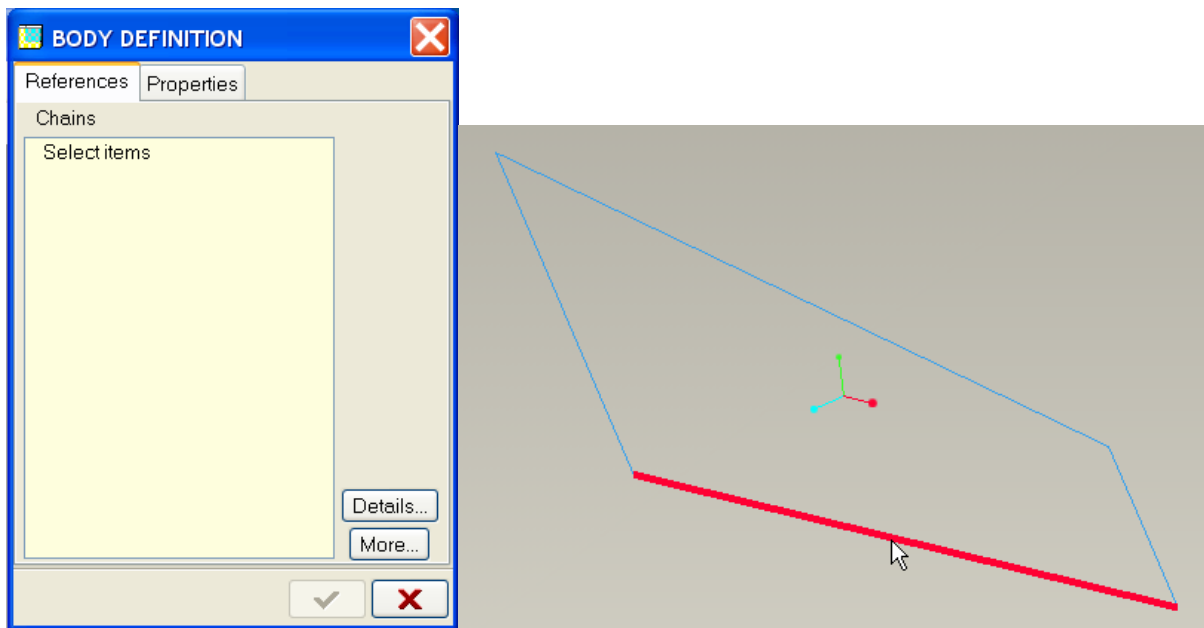 BODY DEFINITION
References Properties
Chains
Select items
Details...
More...